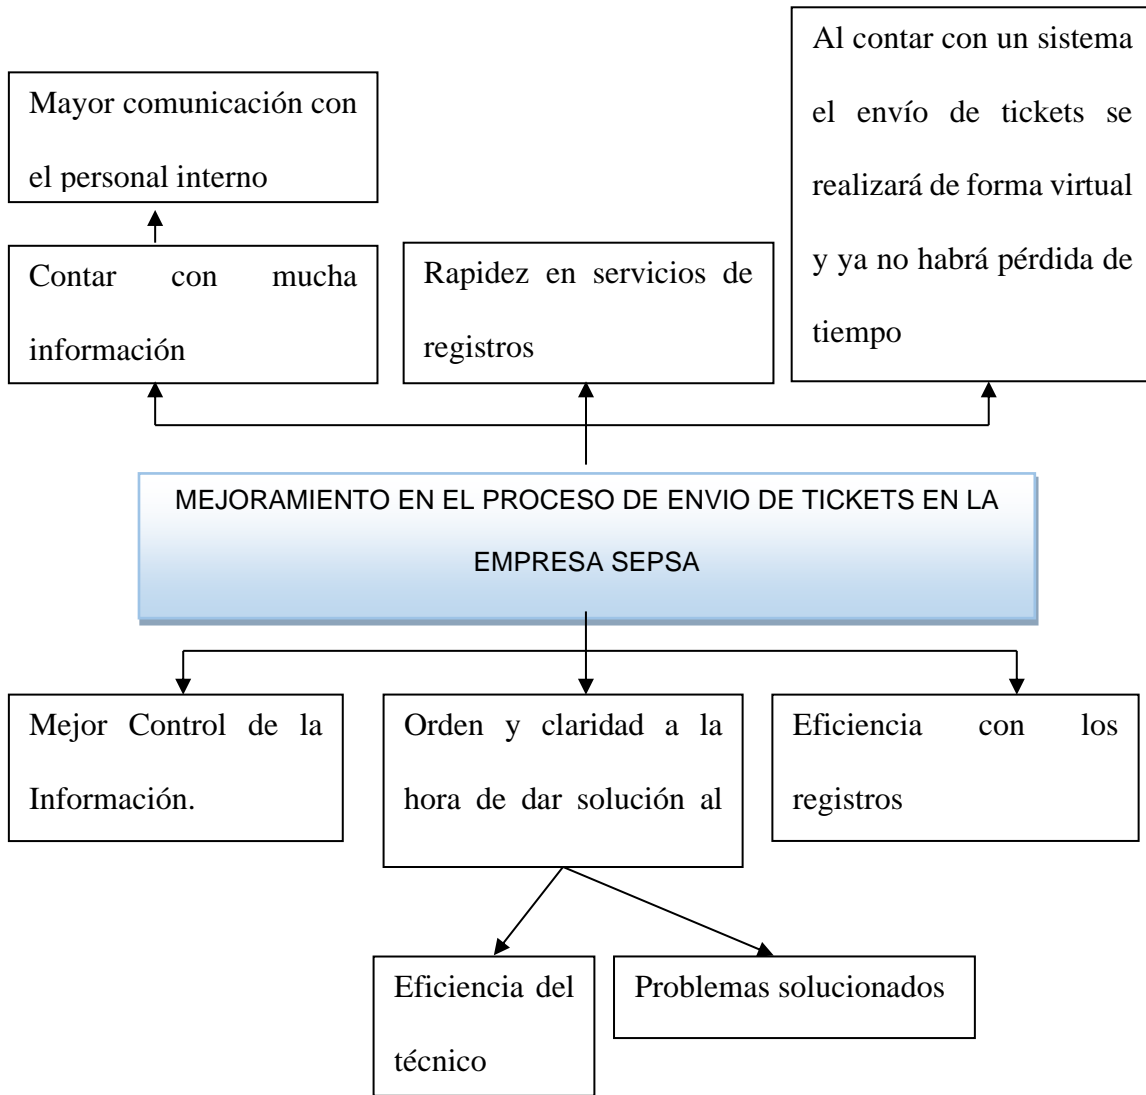 Mayor comunicación con
el personal interno
Al contar con un sistema
el envío de tickets se
realizará de forma virtual
y ya no habrá pérdida de
tiempo
Contar con mucha
información
Rapidez en servicios de
registros
MEJORAMIENTO EN EL PROCESO DE ENVIO DE TICKETS EN LA
EMPRESA SEPSA
Mejor Control de la
Información.
Orden y claridad a la
hora de dar solución al
Eficiencia con los
registros
Eficiencia del
técnico
Problemas solucionados